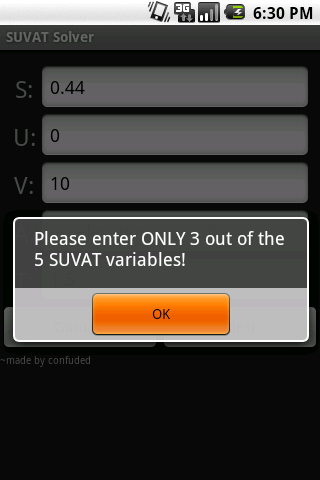 3G
6:30 PM
SUVAT Solver
S:
0.44
U:
0
V:
10
Please enter ONLY 3 out of the
5 SUVAT variables!
OK
~made by confuded